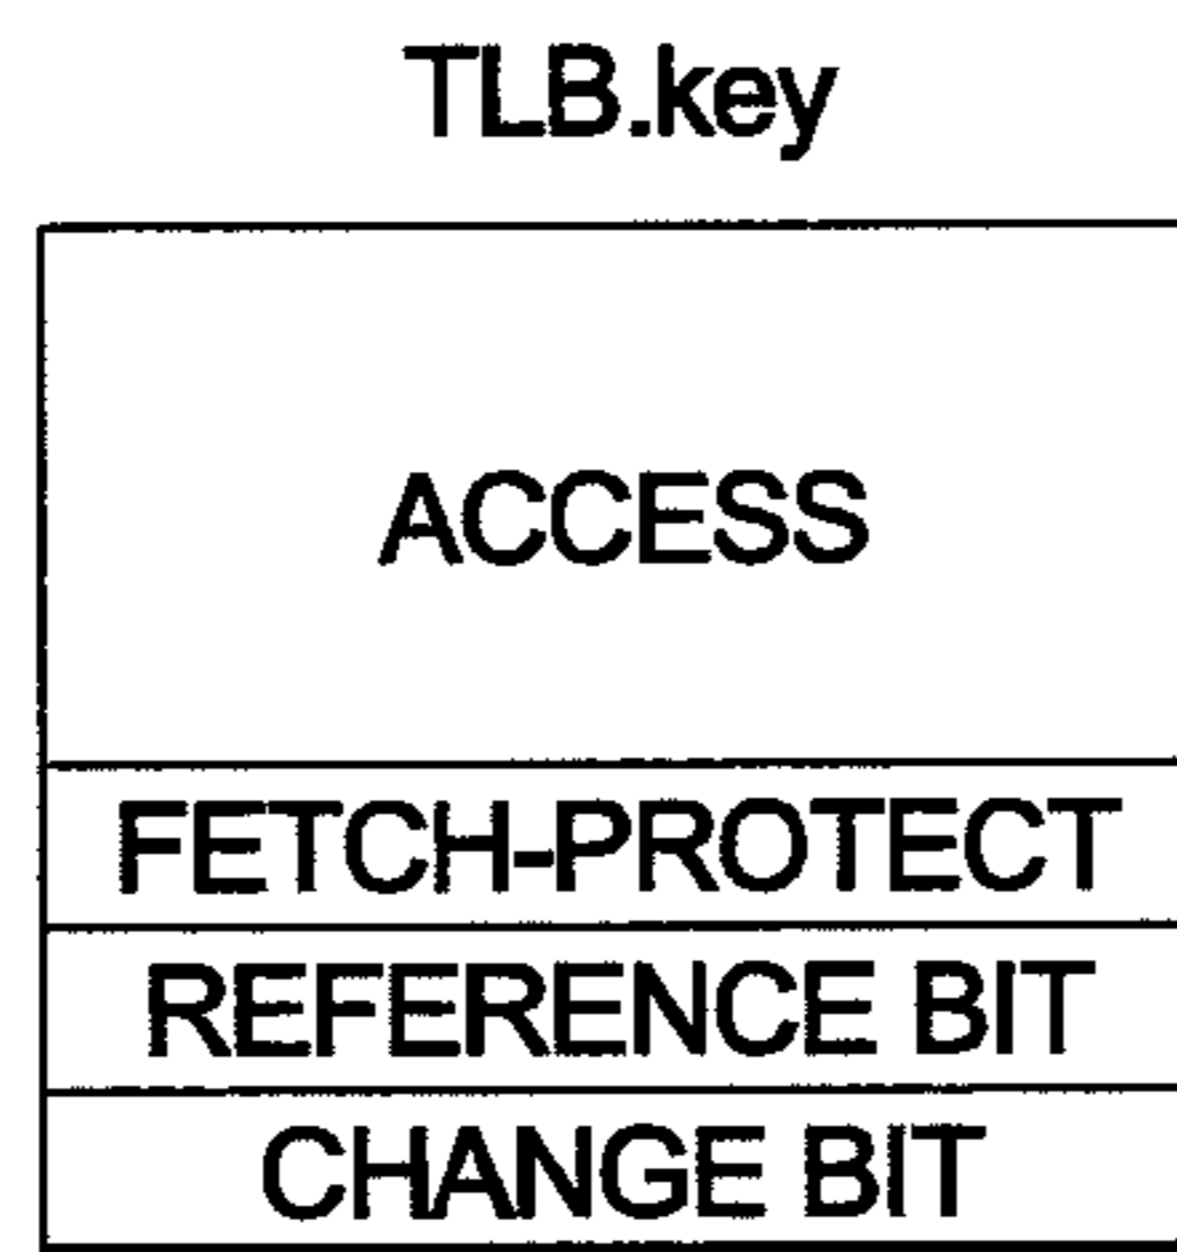 TLB.key
ACCESS
FETCH-PROTECT
REFERENCE BIT
CHANGE BIT